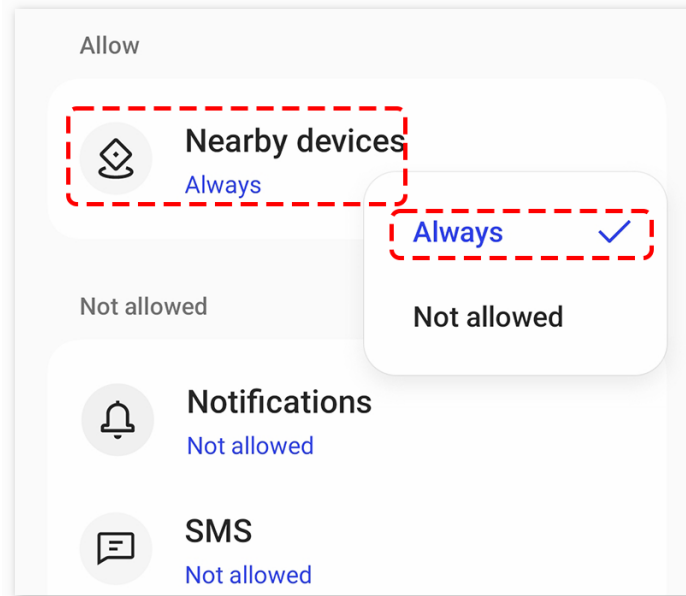 Allow
Nearby devices
Always
Always
Not allowed
Not allowed
Notifications
Not allowed
SMS
Not allowed